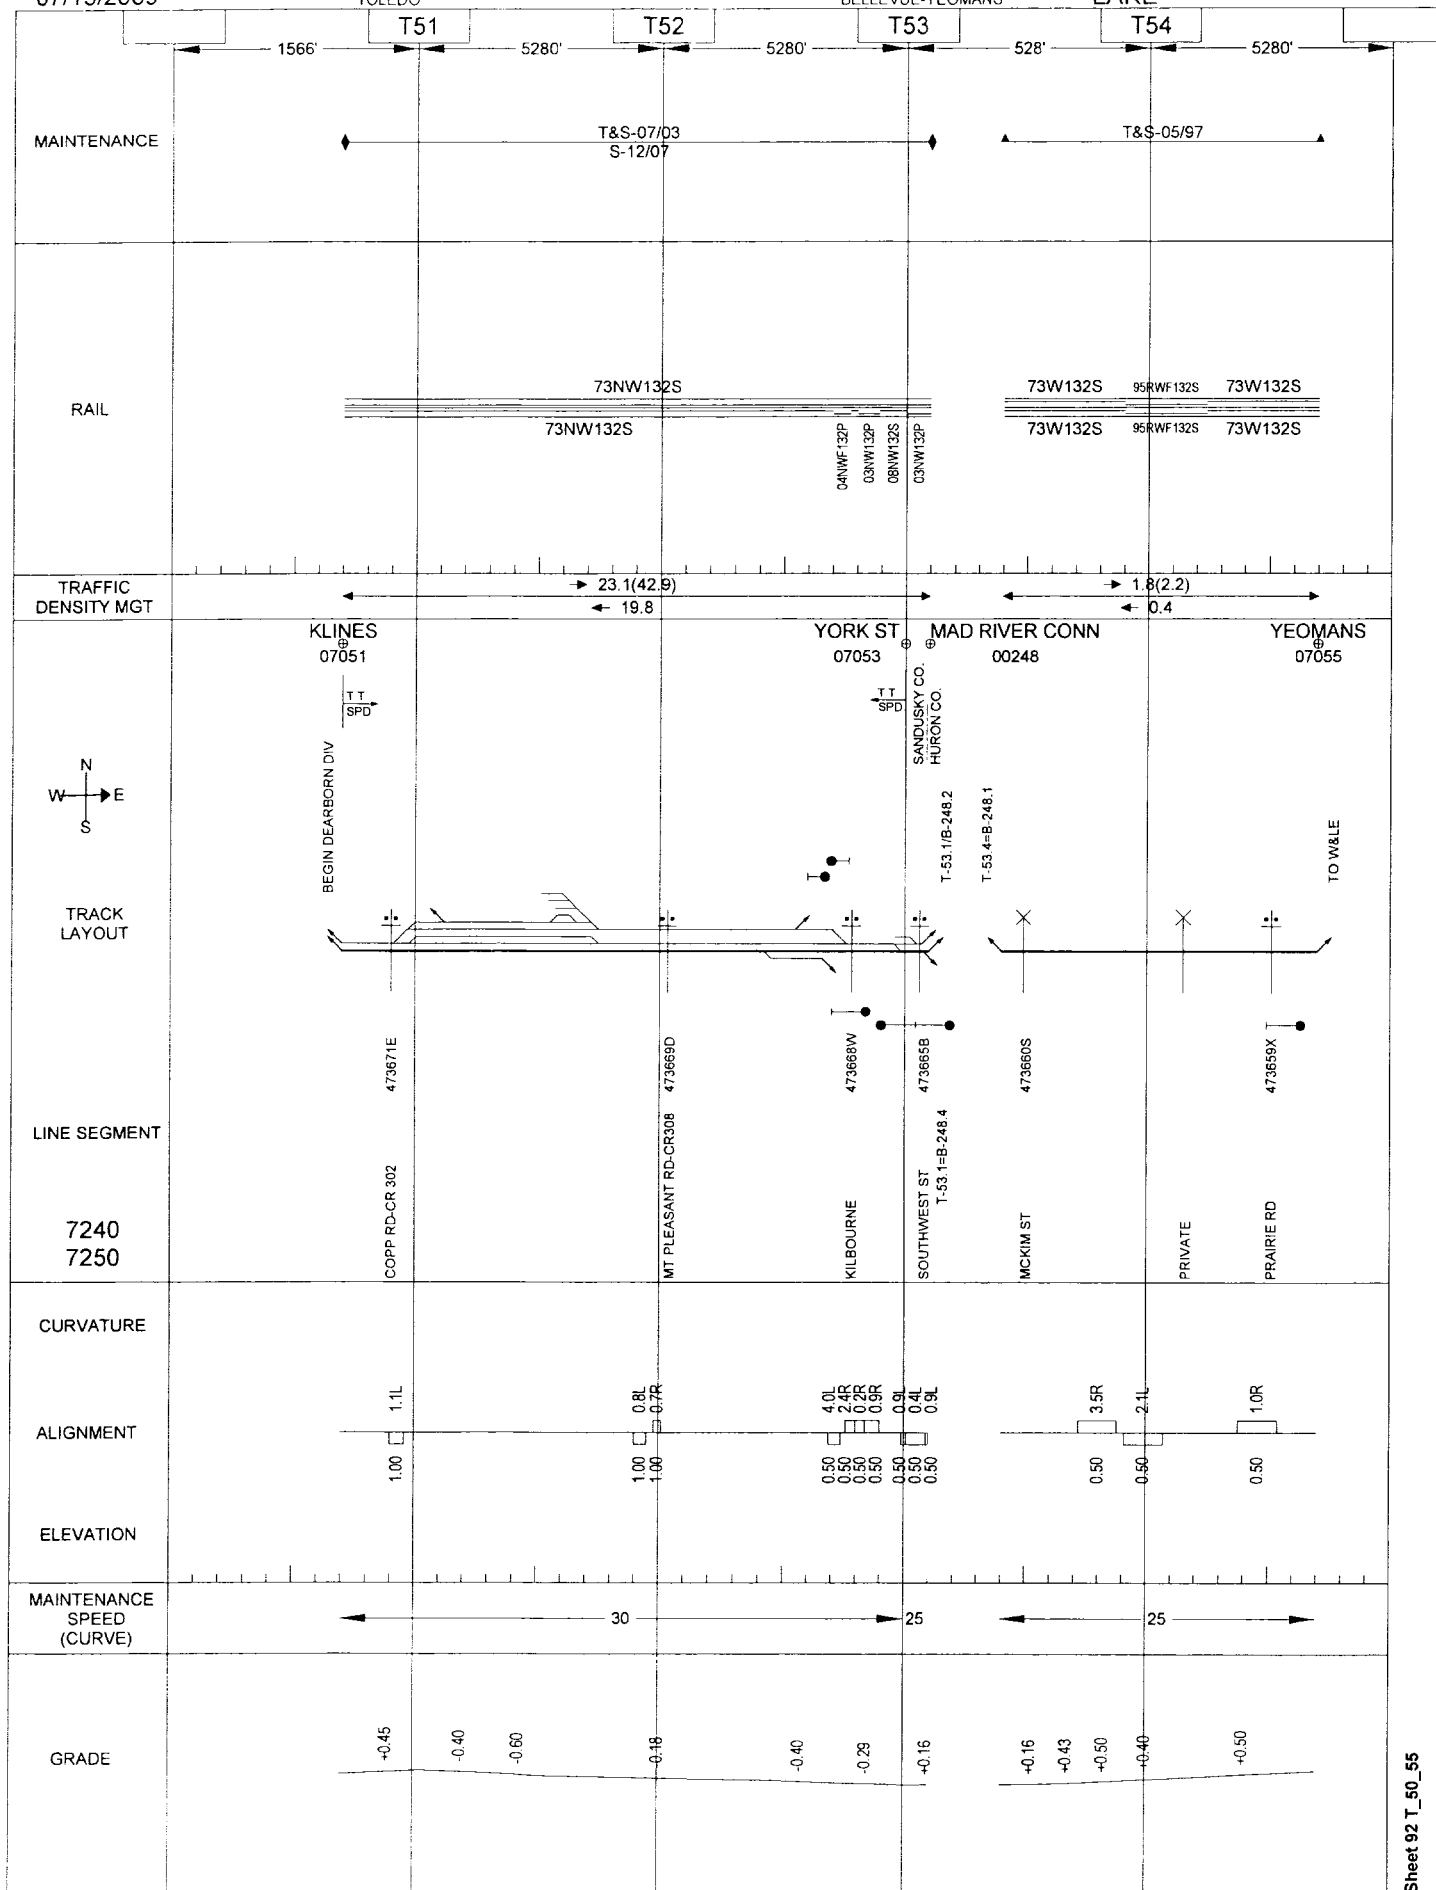 TOLEDO
T51
T52
T53
T54
1566'
5280'
5280'
528'
5280'
MAINTENANCE
T&S-07/03
S-12/07
T&S-05/97
RAIL
73NW132S
73NW132S
04NWF132P
03NW132P
08NW132S
03NW132P
73W132S
95RWF132S
73W132S
73W132S
95RWF132S
73W132S
TRAFFIC
DENSITY MGT
23.1(42.9)
19.8
1.8(2.2)
0.4
KLINES
07051
YORK ST
07053
MAD RIVER CONN
00248
YEOMANS
07055
T T
SPD
T T
SPD
SANDUSKY CO.
HURON CO.
N
W
E
S
BEGIN DEARBORN DIV
T-53.1/B-248.2
T-53.4=B-248.1
TO W&LE
TRACK
LAYOUT
473671E
473669D
473668W
473665B
473660S
473659X
LINE SEGMENT
7240
7250
COPP RD-CR 302
MT PLEASANT RD-CR308
KILBOURNE
SOUTHWEST ST
T-53.1=B-248.4
MCKIM ST
PRIVATE
PRAIRIE RD
CURVATURE
1.1L
0.8L
0.7R
4.0L
2.4R
0.2R
0.9R
0.9L
0.4L
0.9L
3.5R
2.1L
1.0R
ALIGNMENT
1.00
1.00
1.00
0.50
0.50
0.50
0.50
0.50
0.50
0.50
0.50
0.50
0.50
ELEVATION
MAINTENANCE
SPEED
(CURVE)
30
25
25
GRADE
+0.45
-0.40
-0.60
-0.18
-0.40
-0.29
+0.16
+0.16
+0.43
+0.50
+0.40
+0.50
Sheet 92 T_50_55